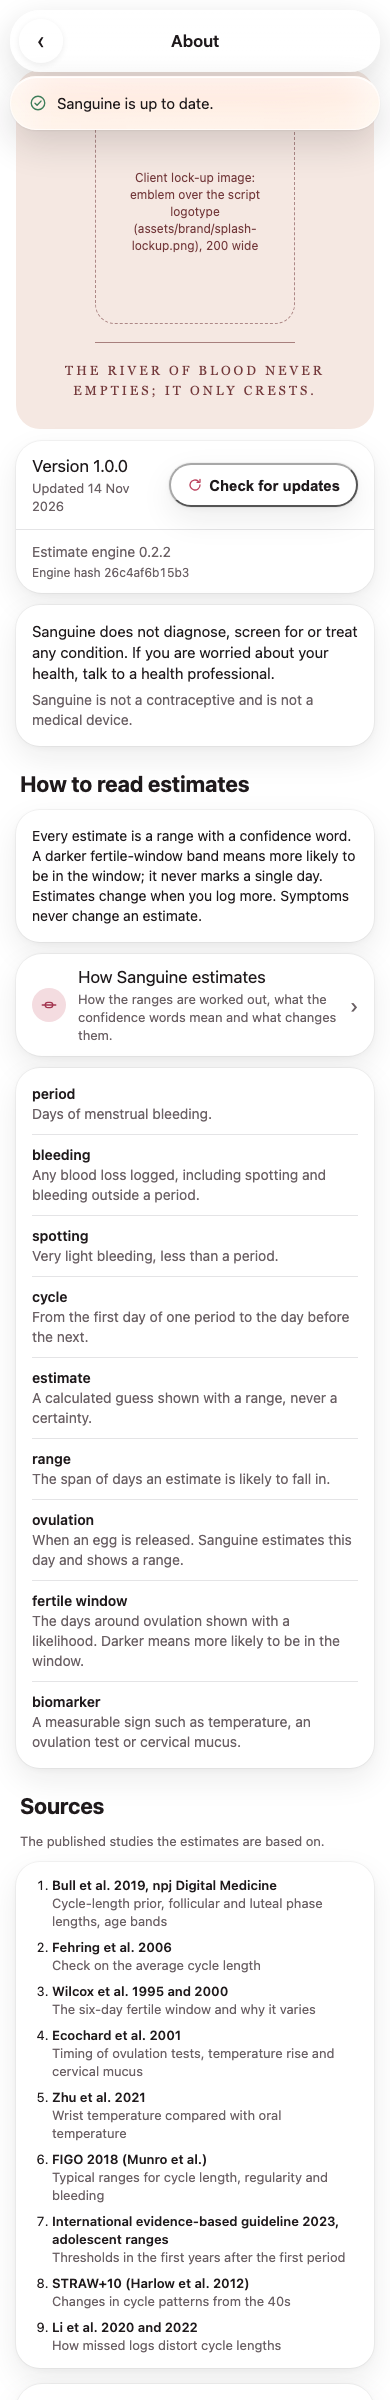 About
Sanguine is up to date.
Client lock-up image:
emblem over the script
logotype
(assets/brand/splash-
lockup.png), 200 wide
THE RIVER OF BLOOD NEVER
EMPTIES; IT ONLY CRESTS.
Version 1.0.0
Updated 14 Nov
2026
Check for updates
Estimate engine 0.2.2
Engine hash 26c4af6b15b3
Sanguine does not diagnose, screen for or treat
any condition. If you are worried about your
health, talk to a health professional.
Sanguine is not a contraceptive and is not a
medical device.
How to read estimates
Every estimate is a range with a confidence word.
A darker fertile-window band means more likely to
be in the window; it never marks a single day.
Estimates change when you log more. Symptoms
never change an estimate.
How Sanguine estimates
How the ranges are worked out, what the
confidence words mean and what changes
them.
period
Days of menstrual bleeding.
bleeding
Any blood loss logged, including spotting and
bleeding outside a period.
spotting
Very light bleeding, less than a period.
cycle
From the first day of one period to the day before
the next.
estimate
A calculated guess shown with a range, never a
certainty.
range
The span of days an estimate is likely to fall in.
ovulation
When an egg is released. Sanguine estimates this
day and shows a range.
fertile window
The days around ovulation shown with a
likelihood. Darker means more likely to be in the
window.
biomarker
A measurable sign such as temperature, an
ovulation test or cervical mucus.
Sources
The published studies the estimates are based on.
1. Bull et al. 2019, npj Digital Medicine
Cycle-length prior, follicular and luteal phase
lengths, age bands
2. Fehring et al. 2006
Check on the average cycle length
3. Wilcox et al. 1995 and 2000
The six-day fertile window and why it varies
4. Ecochard et al. 2001
Timing of ovulation tests, temperature rise and
cervical mucus
5. Zhu et al. 2021
Wrist temperature compared with oral
temperature
6. FIGO 2018 (Munro et al.)
Typical ranges for cycle length, regularity and
bleeding
7. International evidence-based guideline 2023,
adolescent ranges
Thresholds in the first years after the first period
8. STRAW+10 (Harlow et al. 2012)
Changes in cycle patterns from the 40s
9. Li et al. 2020 and 2022
How missed logs distort cycle lengths